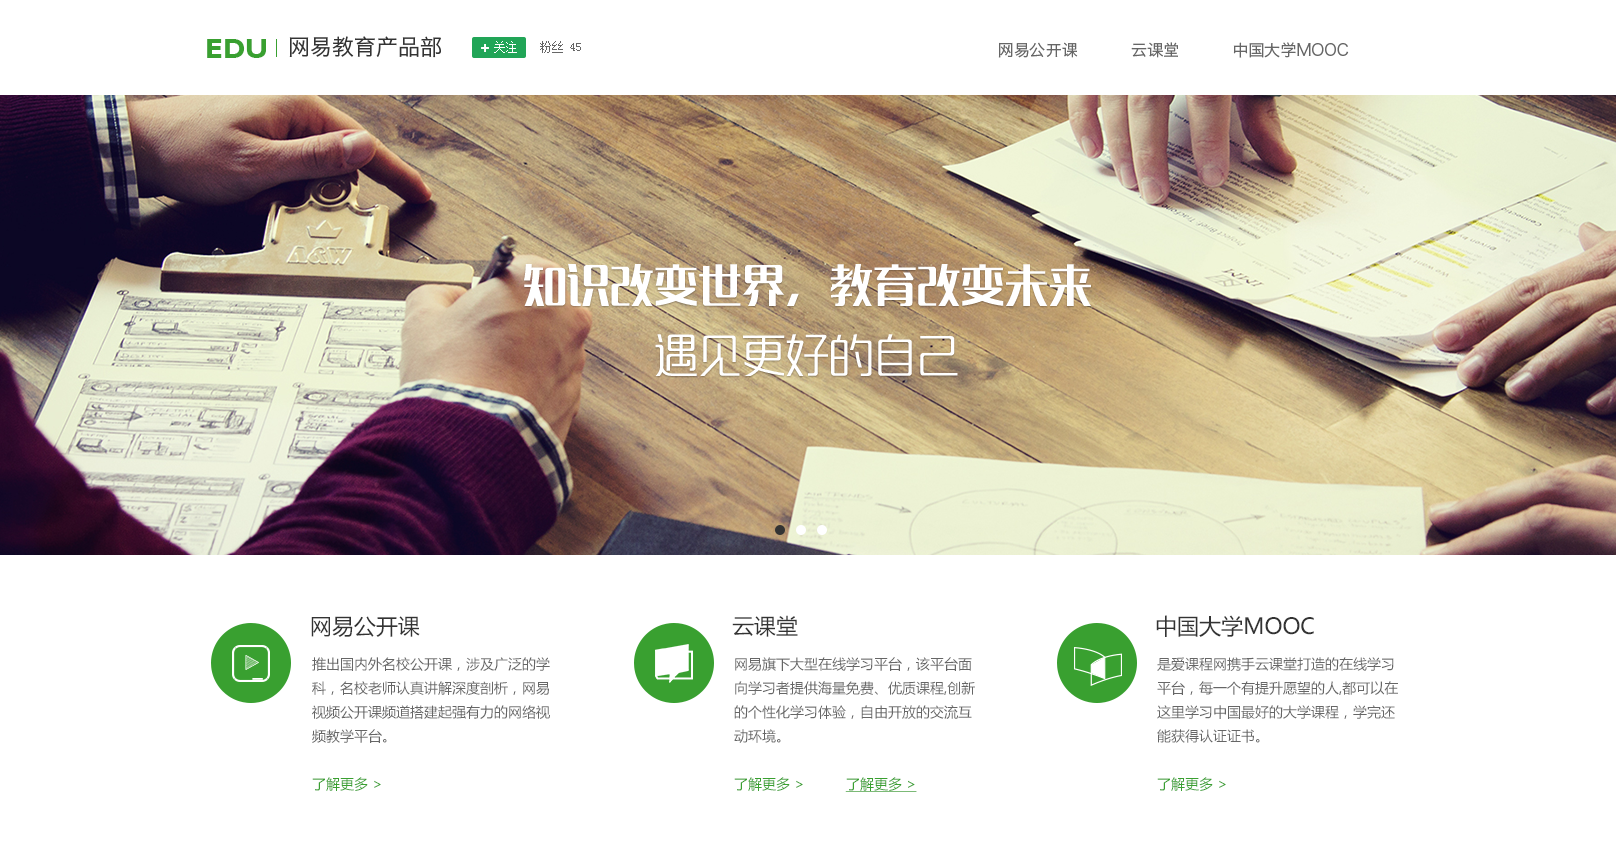 EDU 网易教育产品部 + 关注 粉丝 45 网易公开课 云课堂 中国大学MOOC
A&W
知识改变世界，教育改变未来
遇见更好的自己
网易公开课
推出国内外名校公开课，涉及广泛的学
科，名校老师认真讲解深度剖析，网易
视频公开课频道搭建起强有力的网络视
频教学平台。
了解更多 >
云课堂
网易旗下大型在线学习平台，该平台面
向学习者提供海量免费、优质课程,创新
的个性化学习体验，自由开放的交流互
动环境。
了解更多 > 了解更多 >
中国大学MOOC
是爱课程网携手云课堂打造的在线学习
平台，每一个有提升愿望的人,都可以在
这里学习中国最好的大学课程，学完还
能获得认证证书。
了解更多 >